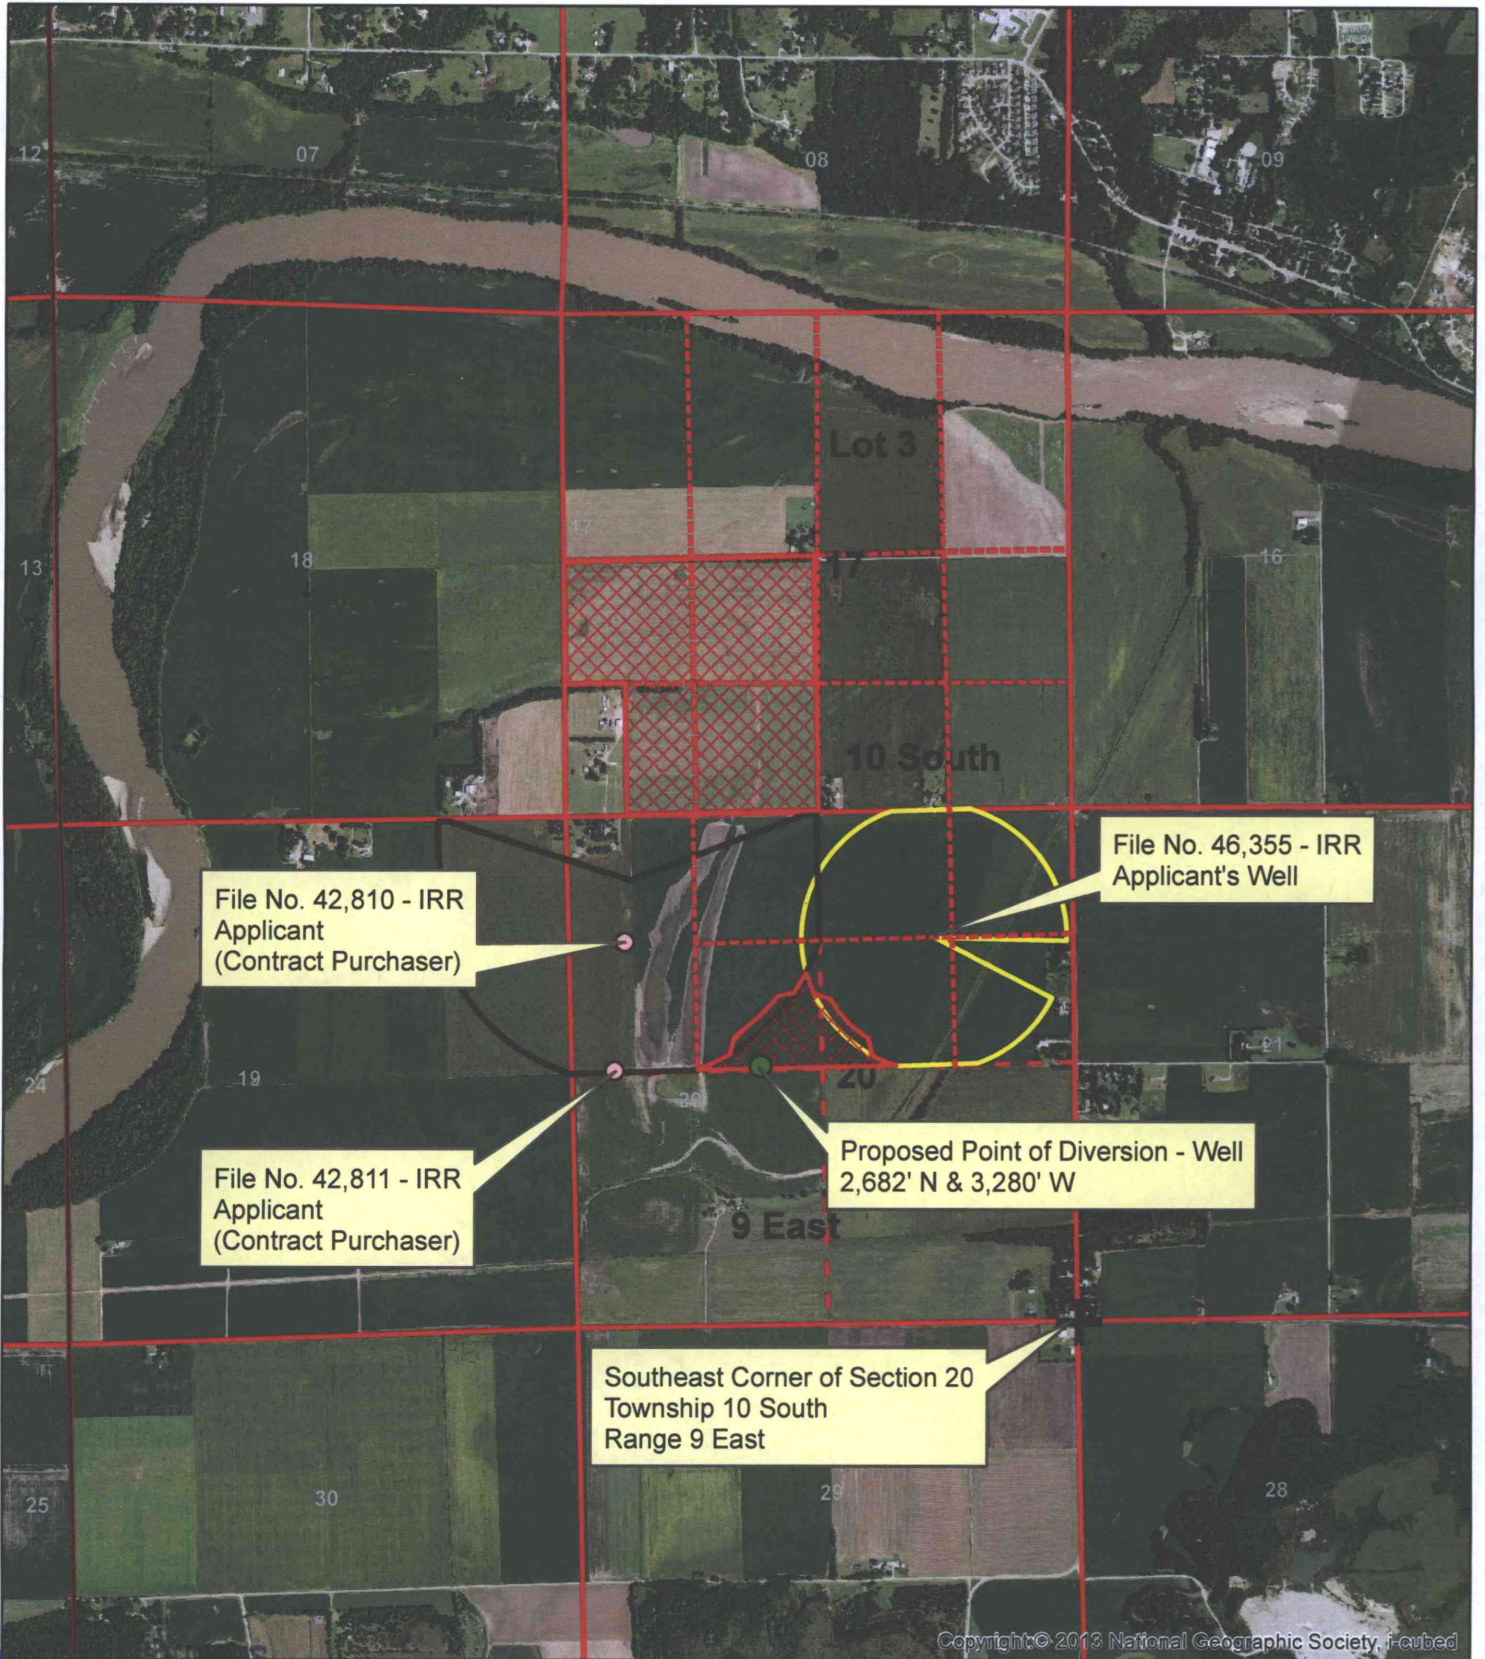 12
07
08
09
Lot 3
17
17
13
18
16
10 South
File No. 46,355 - IRR
Applicant's Well
File No. 42,810 - IRR
Applicant
(Contract Purchaser)
24
19
20
20
21
File No. 42,811 - IRR
Applicant
(Contract Purchaser)
Proposed Point of Diversion - Well
2,682' N & 3,280' W
9 East
Southeast Corner of Section 20
Township 10 South
Range 9 East
25
30
29
28
Copyright:© 2013 National Geographic Society, i-cubed